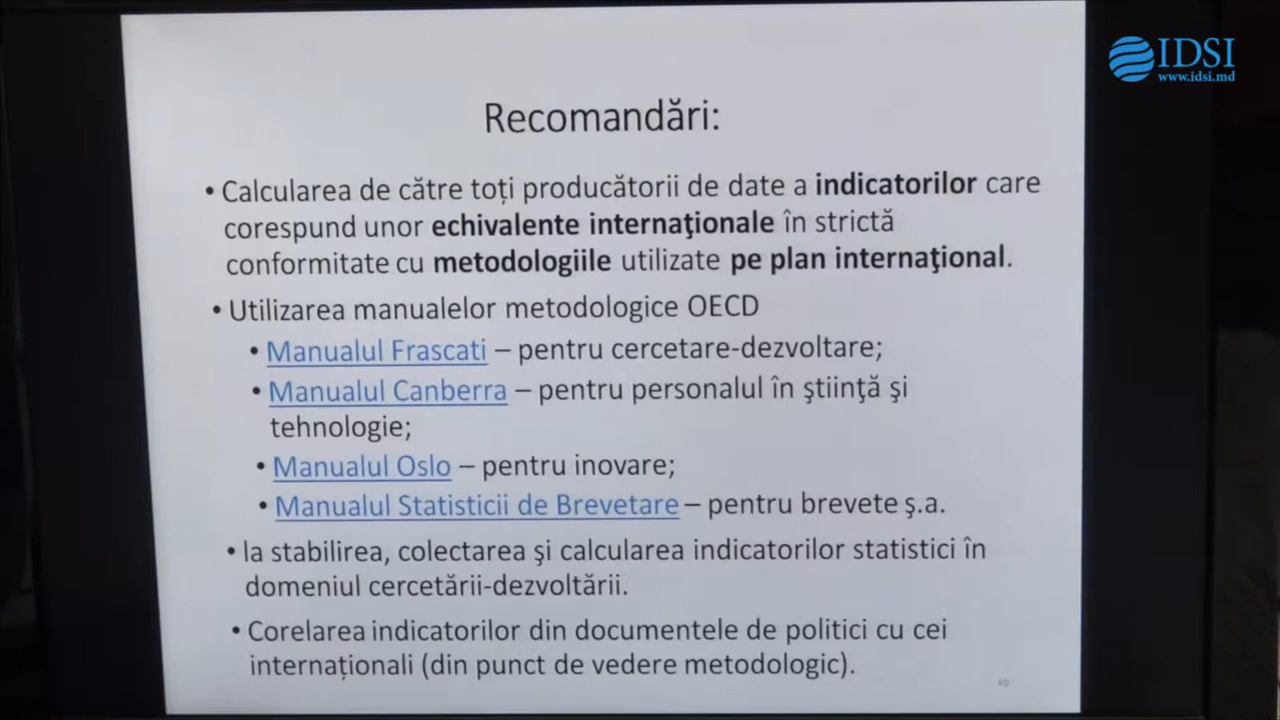 IDSI
www.idsi.md
Recomandări:
• Calcularea de către toți producătorii de date a indicatorilor care
corespund unor echivalente internaţionale în strictă
conformitate cu metodologiile utilizate pe plan internaţional.
• Utilizarea manualelor metodologice OECD
• Manualul Frascati – pentru cercetare-dezvoltare;
• Manualul Canberra – pentru personalul în ştiinţă şi
tehnologie;
• Manualul Oslo – pentru inovare;
• Manualul Statisticii de Brevetare – pentru brevete ş.a.
• la stabilirea, colectarea şi calcularea indicatorilor statistici în
domeniul cercetării-dezvoltării.
• Corelarea indicatorilor din documentele de politici cu cei
internaționali (din punct de vedere metodologic).